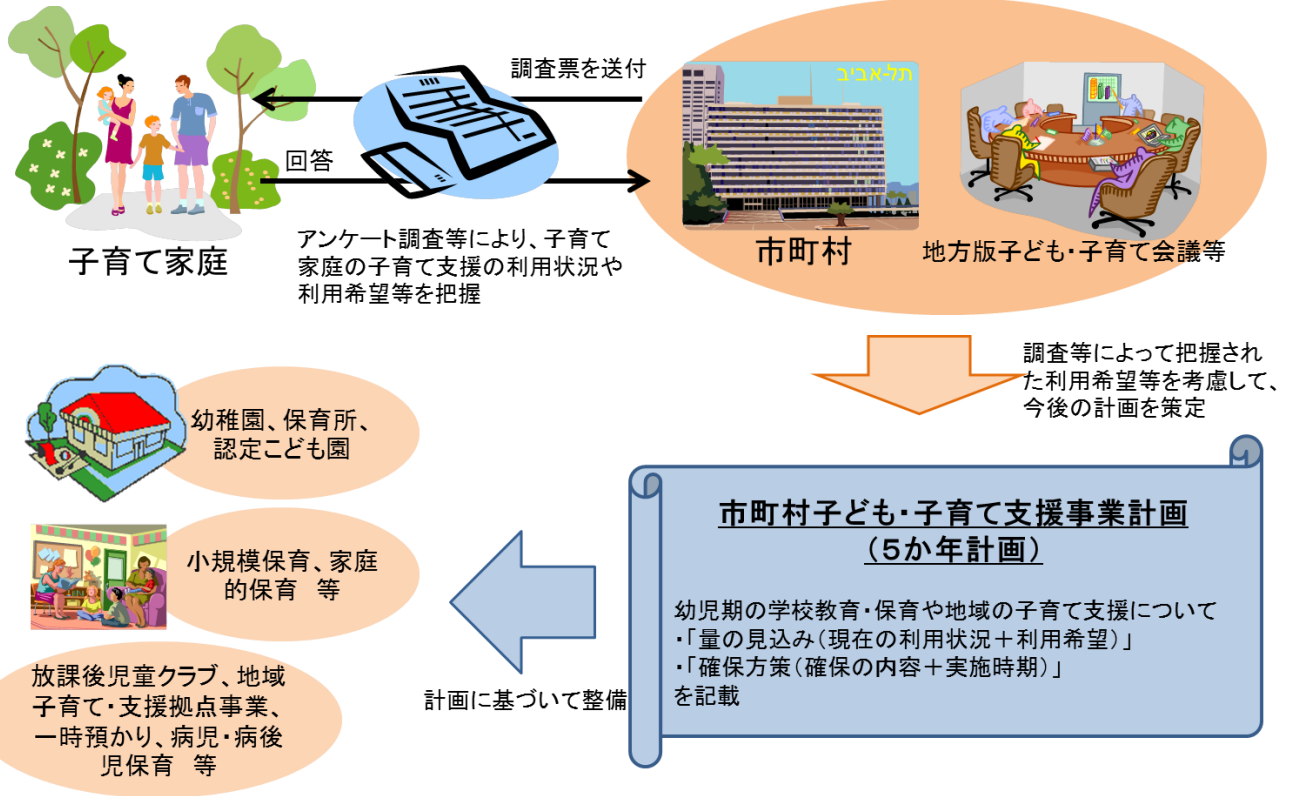 調査票を送付
תל-אביב
回答
子育て家庭
アンケート調査等により、子育て
家庭の子育て支援の利用状況や
利用希望等を把握
市町村
地方版子ども・子育て会議等
調査等によって把握され
た利用希望等を考慮して、
今後の計画を策定
幼稚園、保育所、
認定こども園
小規模保育、家庭
的保育　等
放課後児童クラブ、地域
子育て・支援拠点事業、
一時預かり、病児・病後
児保育　等
計画に基づいて整備
市町村子ども・子育て支援事業計画
（５か年計画）
幼児期の学校教育・保育や地域の子育て支援について
・「量の見込み（現在の利用状況＋利用希望）」
・「確保方策（確保の内容＋実施時期）」
を記載